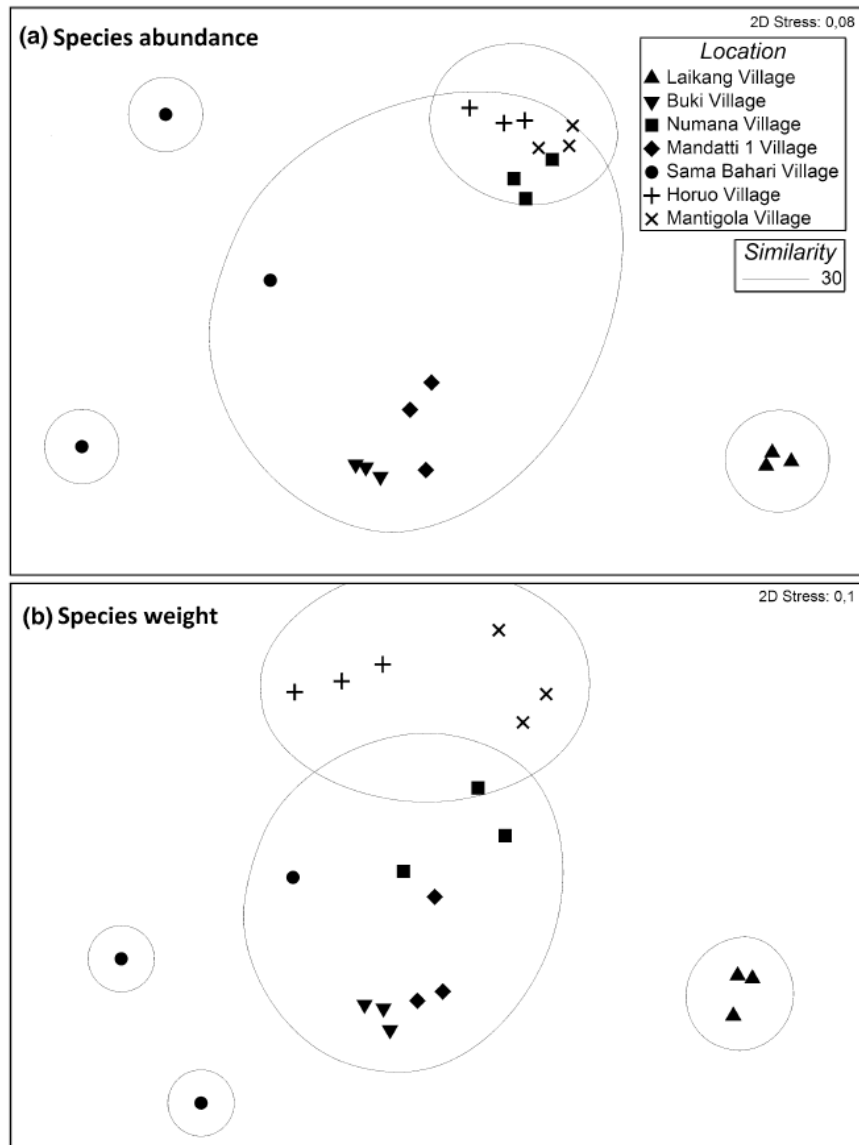 (a) Species abundance
2D Stress: 0,08
Location
Laikang Village
Buki Village
Numana Village
Mandatti 1 Village
Sama Bahari Village
Horuo Village
Mantigola Village
Similarity
30
(b) Species weight
2D Stress: 0,1